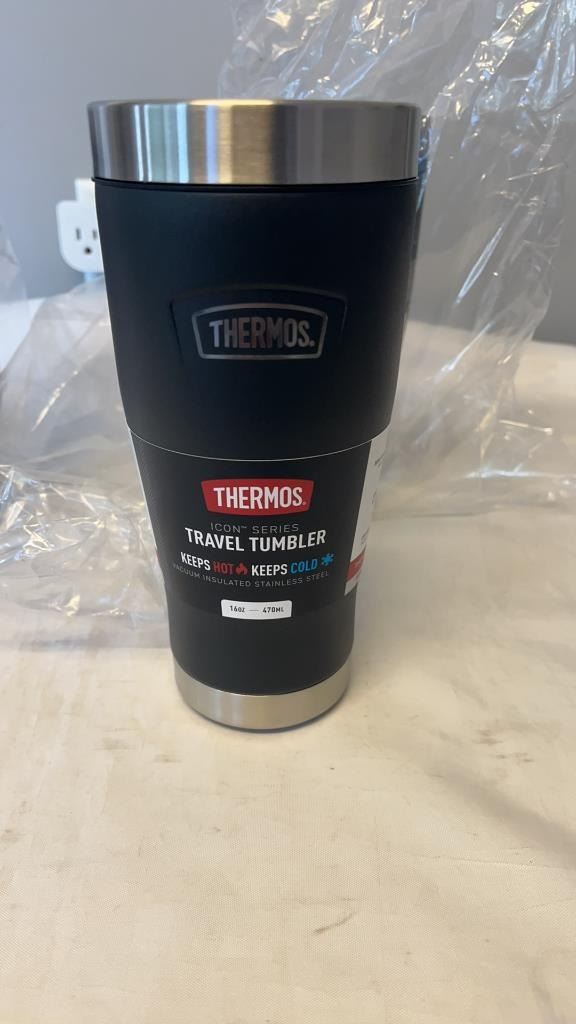 THERMOS.
THERMOS.
ICON™ SERIES
TRAVEL TUMBLER
KEEPS HOT KEEPS COLD
VACUUM INSULATED STAINLESS STEEL
16OZ — 470ML